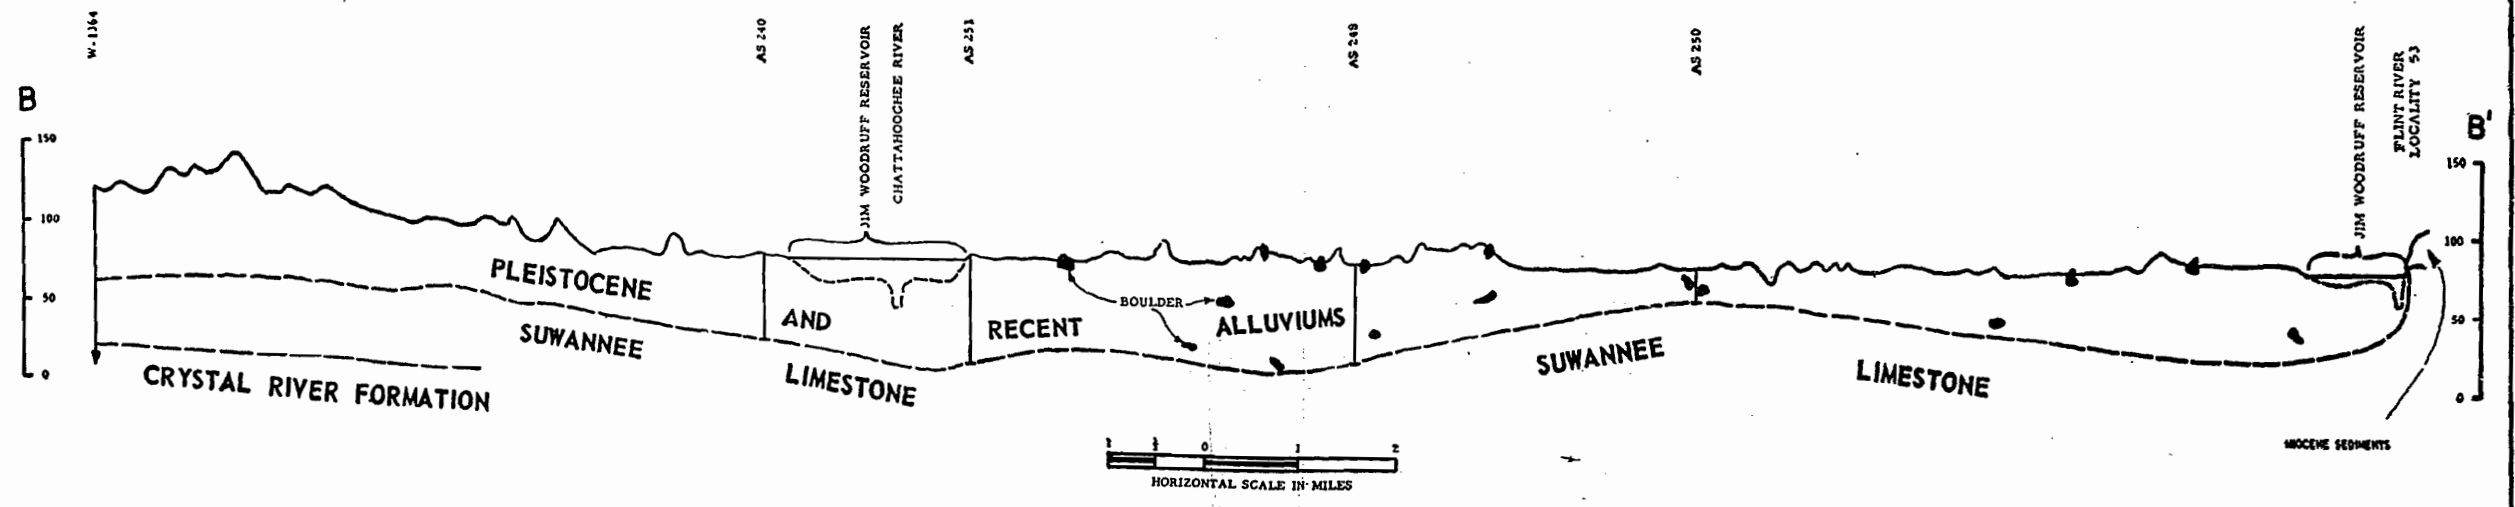 W-1364
AS 240
JIM WOODRUFF RESERVOIR
CHATTAHOOCHEE RIVER
AS 251
AS 248
AS 250
JIM WOODRUFF RESERVOIR
FLINT RIVER
LOCALITY 53
B
B'
150
100
50
0
150
100
50
0
PLEISTOCENE
AND
RECENT
ALLUVIUMS
BOULDER
SUWANNEE
LIMESTONE
SUWANNEE
LIMESTONE
CRYSTAL RIVER FORMATION
MIOCENE SEDIMENTS
1 ½ 0 1 2
HORIZONTAL SCALE IN MILES